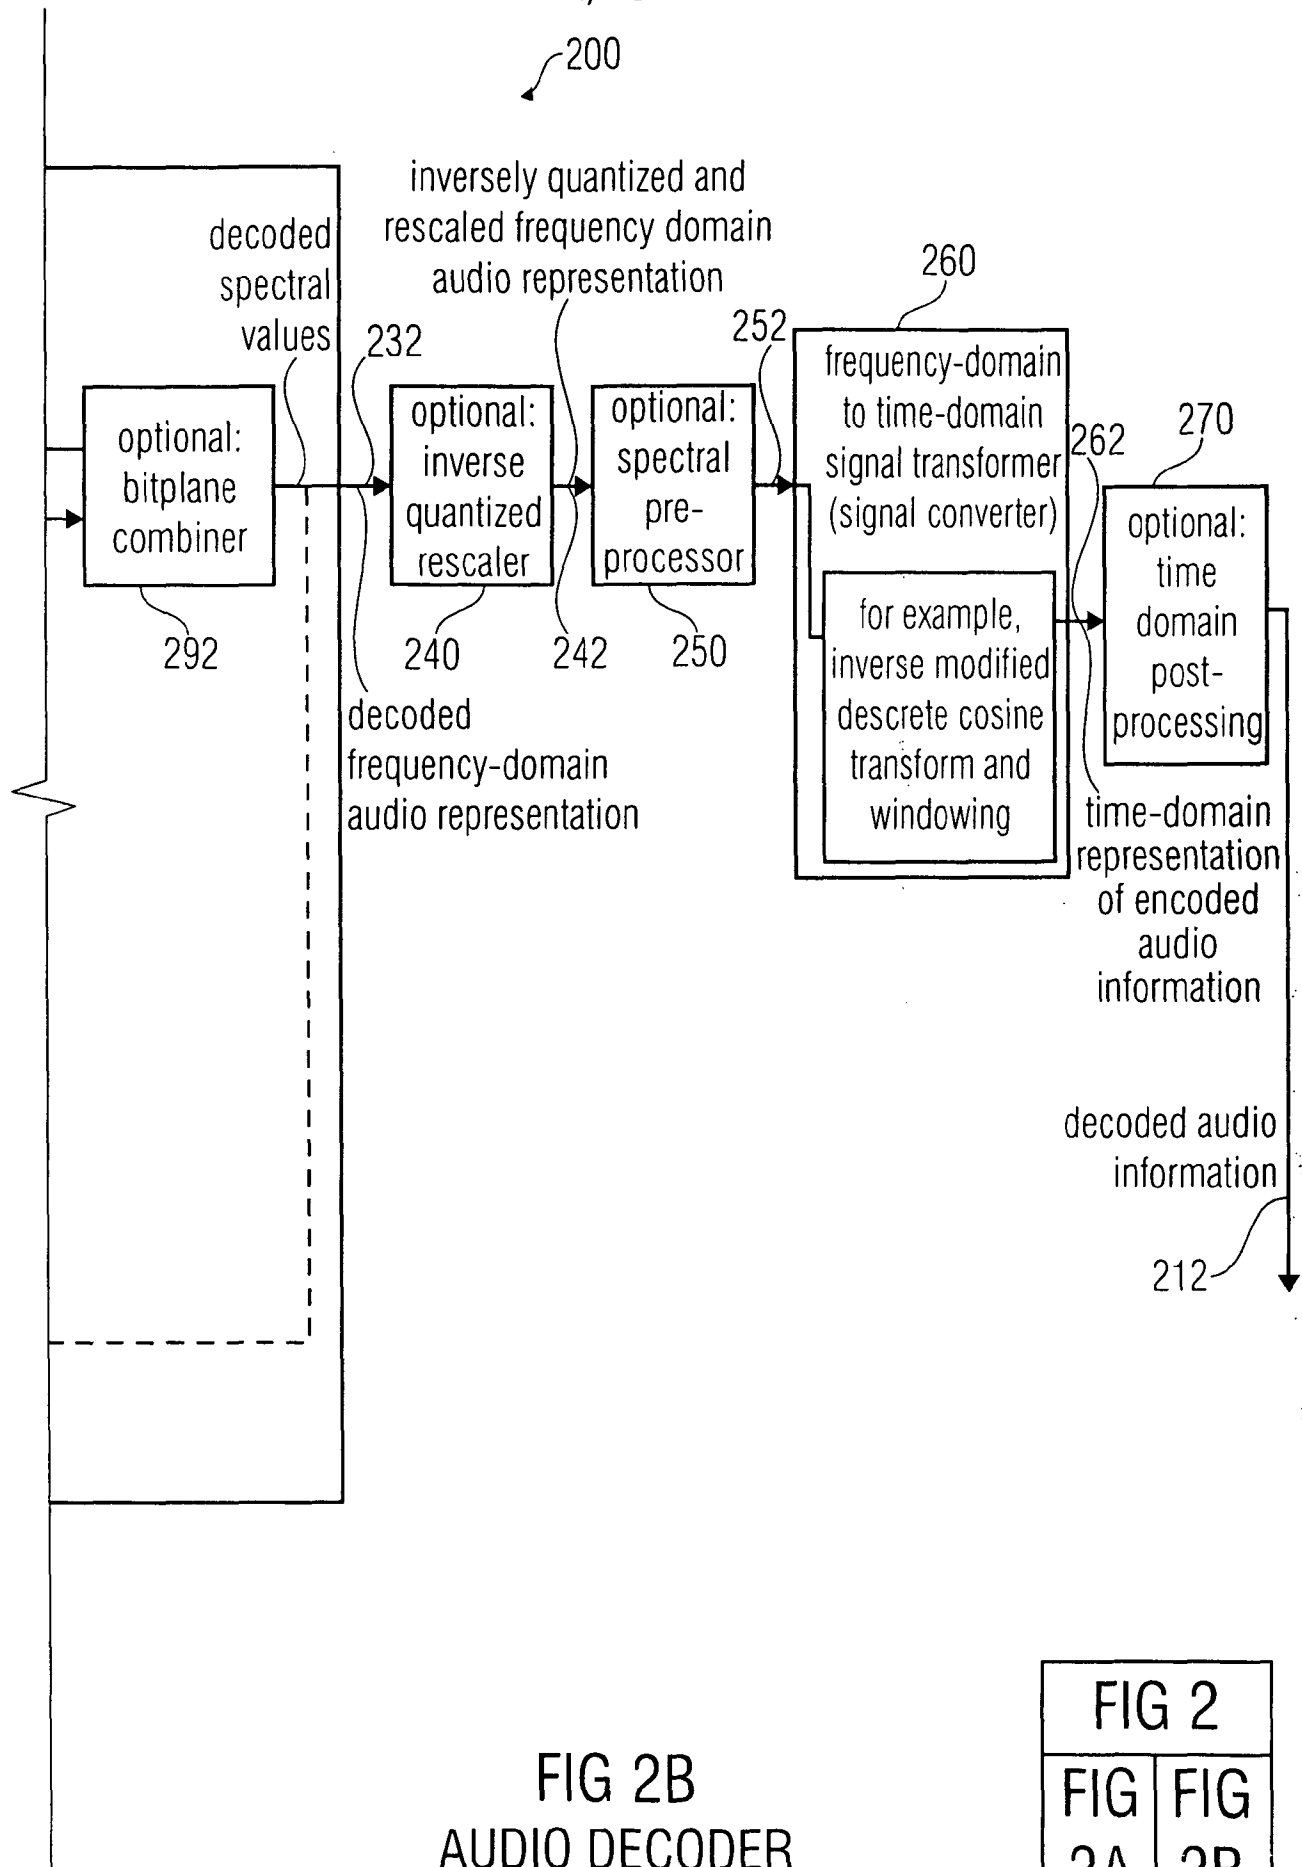 200
inversely quantized and
rescaled frequency domain
audio representation
decoded
spectral
values
232
252
260
optional:
bitplane
combiner
292
optional:
inverse
quantized
rescaler
240
242
optional:
spectral
pre-
processor
250
frequency-domain
to time-domain
signal transformer
(signal converter)
for example,
inverse modified
descrete cosine
transform and
windowing
262
270
optional:
time
domain
post-
processing
decoded
frequency-domain
audio representation
time-domain
representation
of encoded
audio
information
decoded audio
information
212
FIG 2B
AUDIO DECODER
FIG 2
FIG
2A
FIG
2B